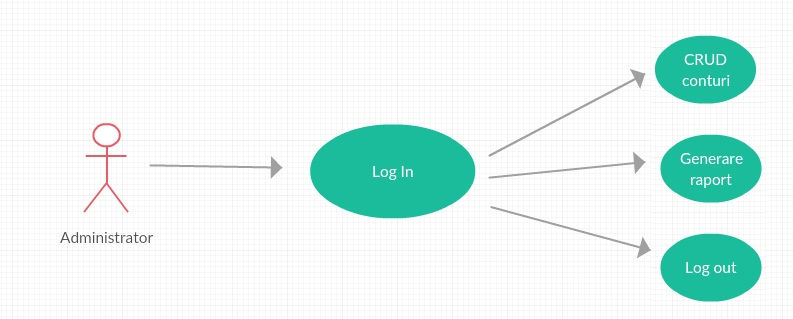 CRUD
conturi
Log In
Generare
raport
Administrator
Log out